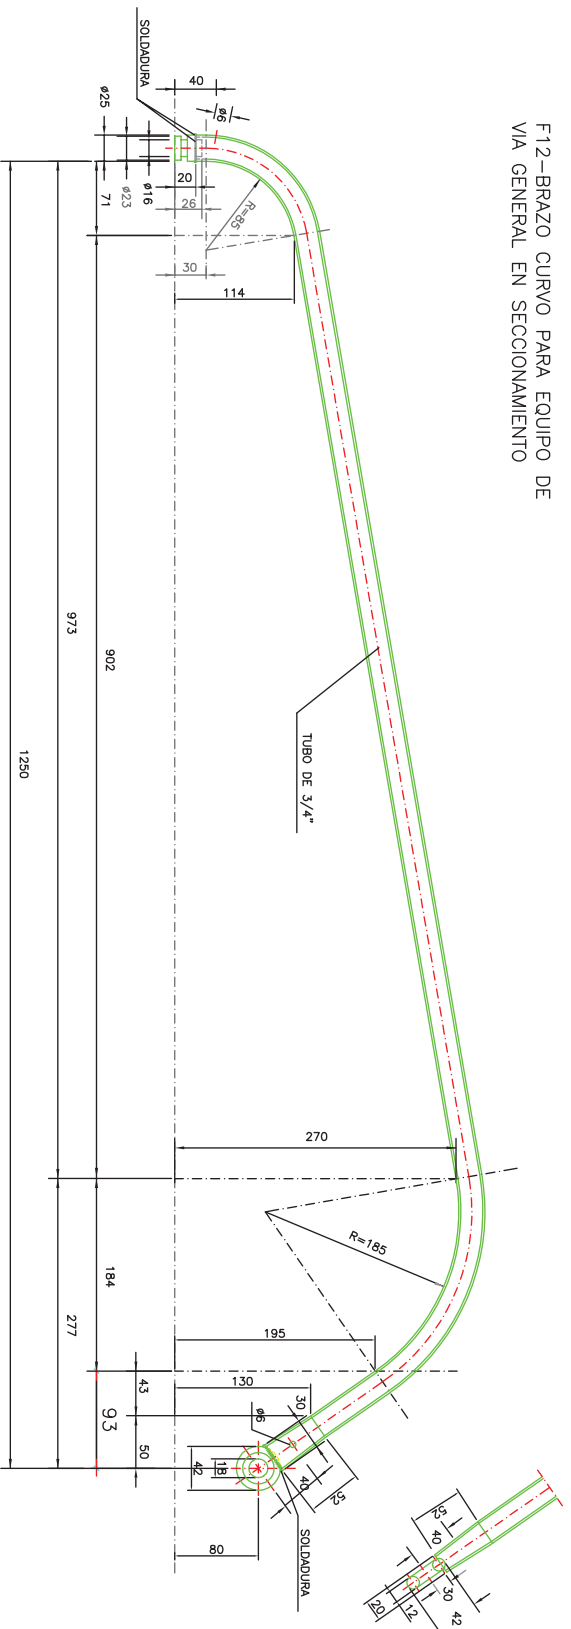 F12-BRAZO CURVO PARA EQUIPO DE
VIA GENERAL EN SECCIONAMIENTO
SOLDADURA
40
ø6
ø25
ø16
ø23
71
20
26
30
R=85
114
TUBO DE 3/4"
902
973
1250
270
R=185
184
277
195
130
43
93
50
30
ø6
42
18
40
52
80
SOLDADURA
52
40
30
42
12
20